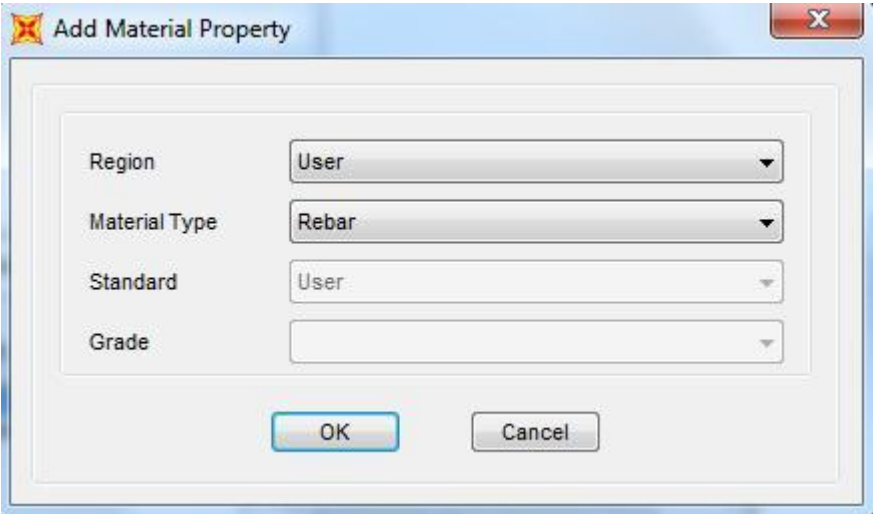 Add Material Property
Region User
Material Type Rebar
Standard User
Grade
OK Cancel